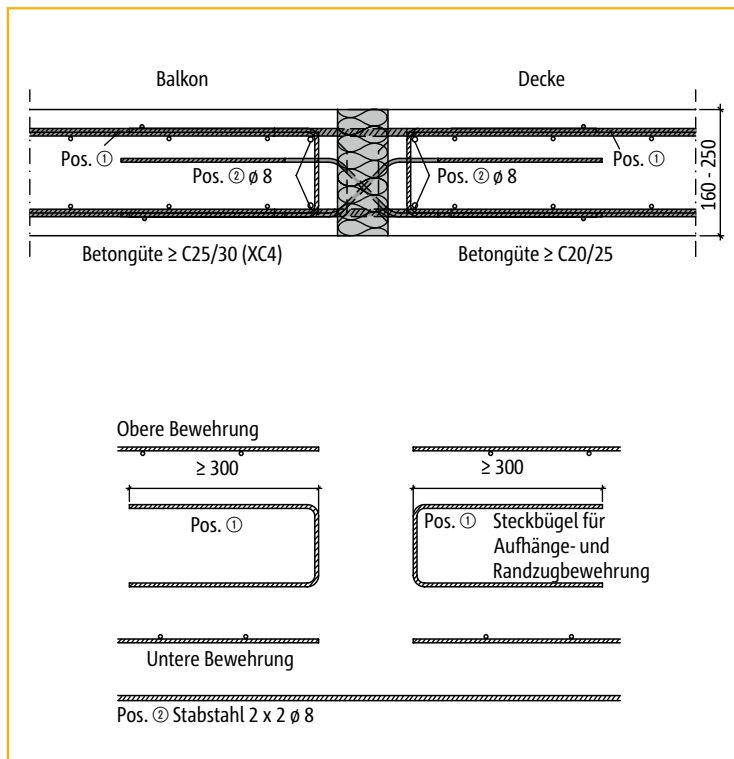 Balkon
Decke
Pos. ①
Pos. ② ø 8
Pos. ② ø 8
Pos. ①
160 - 250
Betongüte ≥ C25/30 (XC4)
Betongüte ≥ C20/25
Obere Bewehrung
≥ 300
≥ 300
Pos. ①
Pos. ① Steckbügel für
Aufhänge- und
Randzugbewehrung
Untere Bewehrung
Pos. ② Stabstahl 2 x 2 ø 8